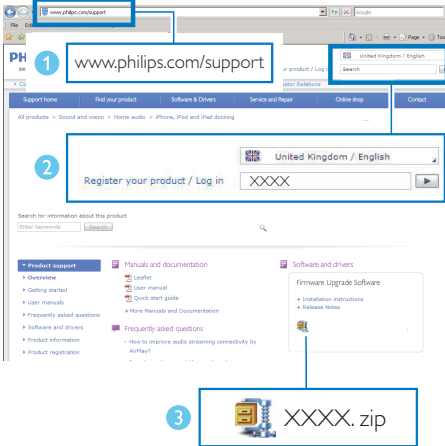 www.philips.com/support
Google
File
Page
PH
1
www.philips.com/support
United Kingdom / English
Search
Support home
Find your product
Software & Drivers
Service and Repair
Online shop
Contact
All products > Sound and vision > Home audio > iPhone, iPod and iPad docking
2
United Kingdom / English
Register your product / Log in
XXXX
Search for information about this product
Enter keywords
Search
Product support
Overview
Getting started
User manuals
Frequently asked questions
Software and drivers
Product information
Product registration
Manuals and documentation
Leaflet
User manual
Quick start guide
+ More Manuals and Documentation
Frequently asked questions
• How to improve audio streaming connectivity by
AirPlay?
Software and drivers
Firmware Upgrade Software
+ Installation instructions
+ Release Notes
3
XXXX. zip